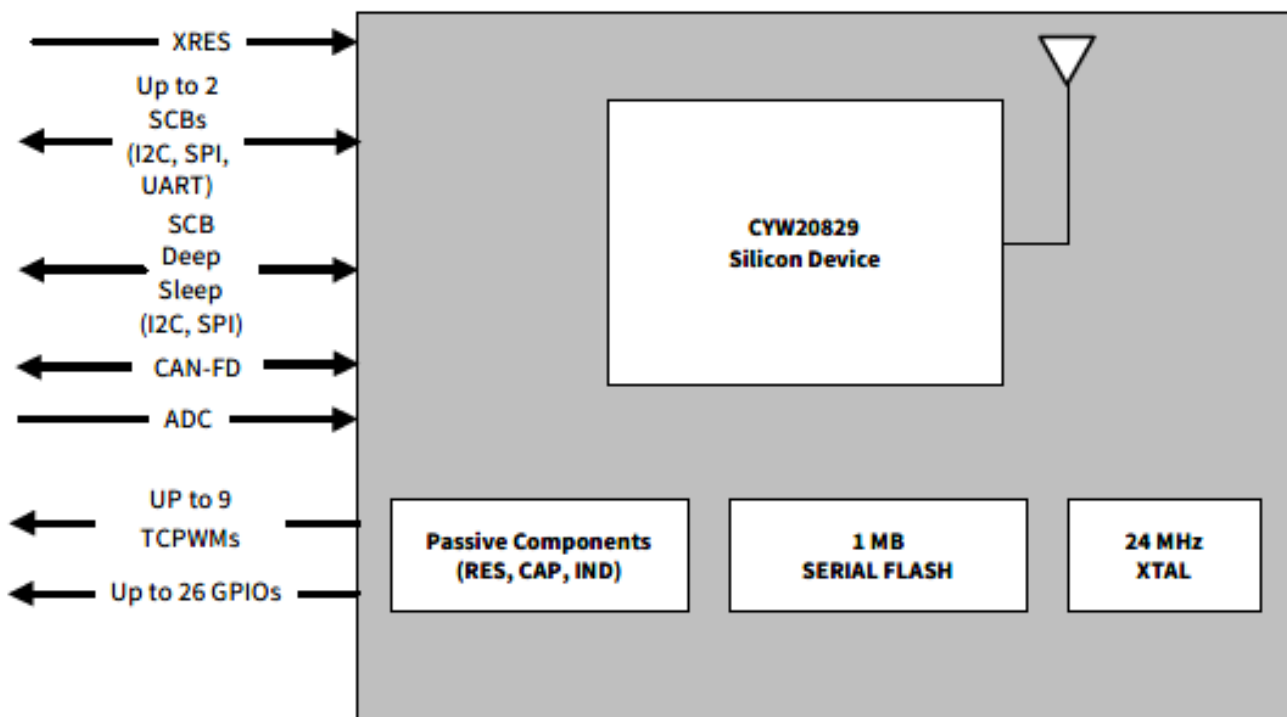 XRES
Up to 2
SCBs
(I2C, SPI,
UART)
SCB
Deep
Sleep
(I2C, SPI)
CAN-FD
ADC
UP to 9
TCPWMs
Up to 26 GPIOs
CYW20829
Silicon Device
Passive Components
(RES, CAP, IND)
1 MB
SERIAL FLASH
24 MHz
XTAL